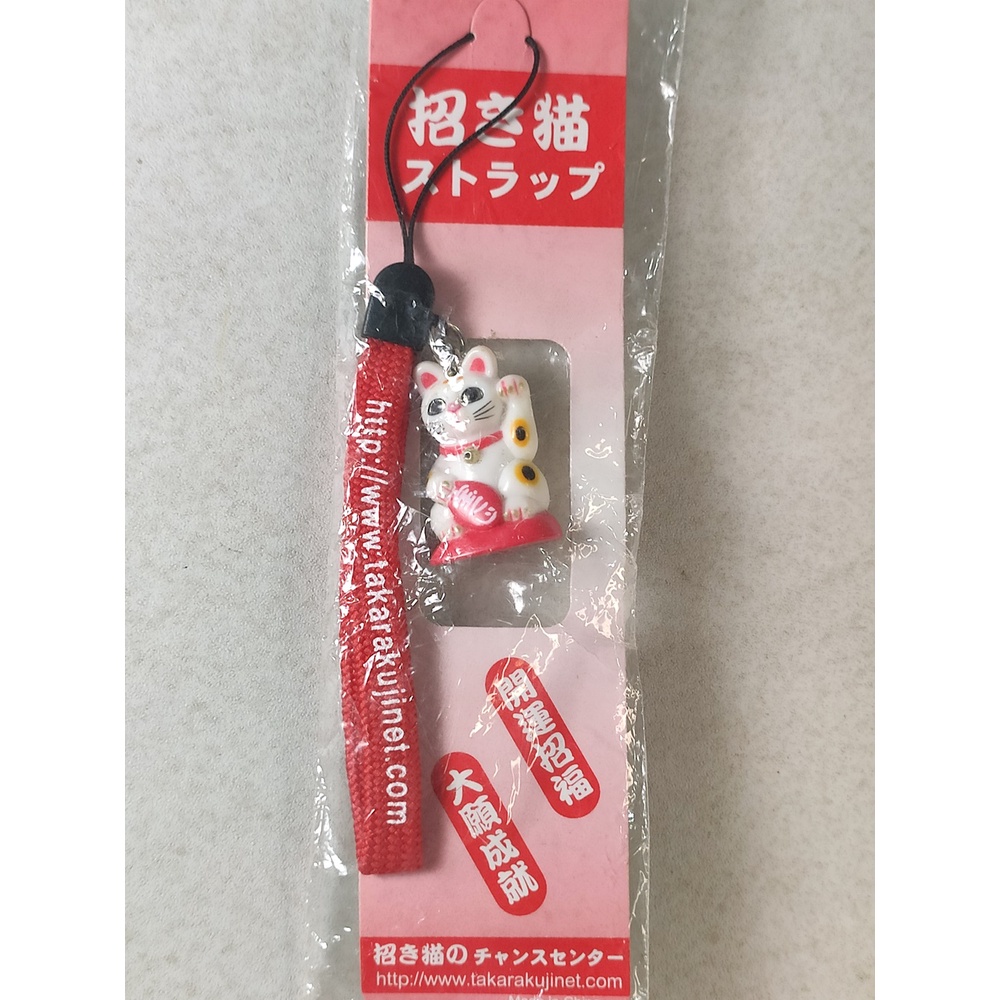 招き猫
ストラップ
http://www.takarakujinet.com
開運招福
大願成就
招き猫の チャンスセンター
http://www.takarakujinet.com